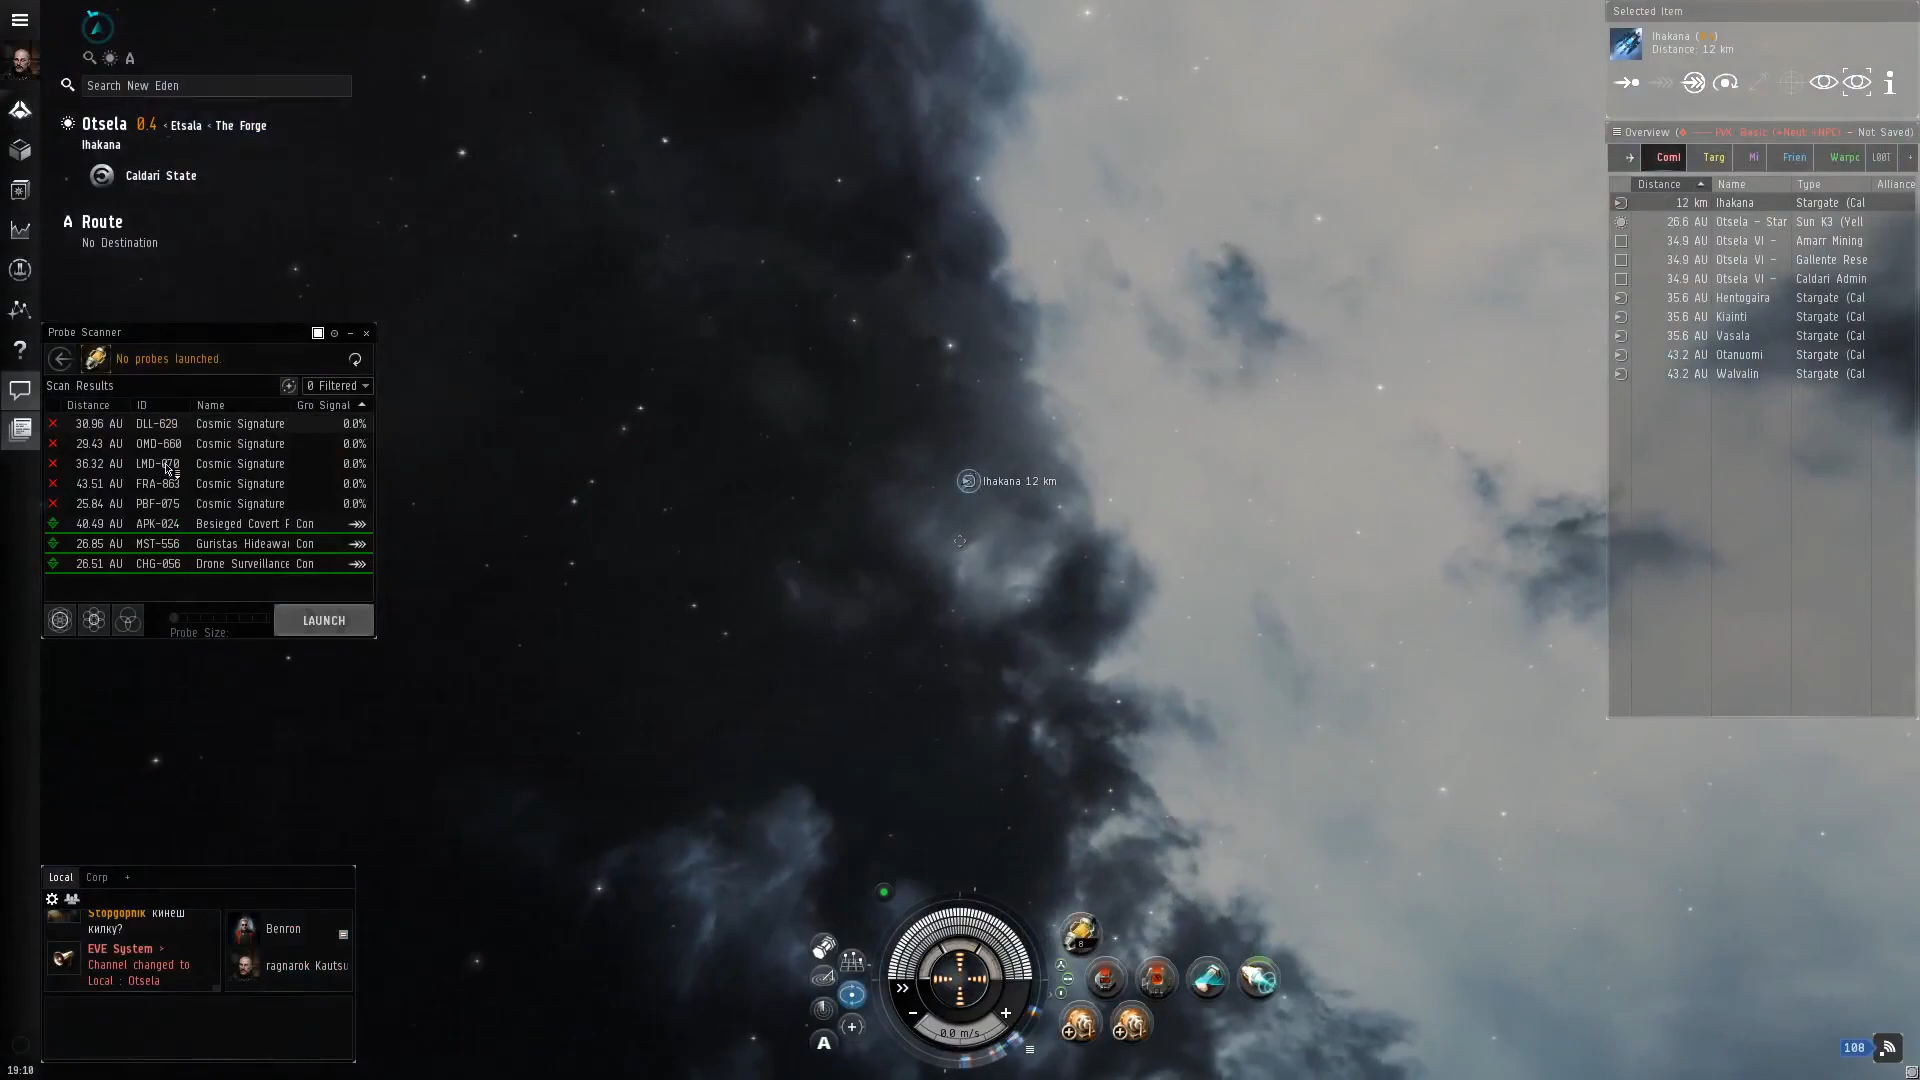 Search New Eden
Otsela 0.4 < Etsala < The Forge
Ihakana
Caldari State
A Route
No Destination
Probe Scanner
No probes launched.
Scan Results
0 Filtered
Distance ID Name Gro Signal
30.96 AU DLL-629 Cosmic Signature 0.0%
29.43 AU OMD-660 Cosmic Signature 0.0%
36.32 AU LMD-070 Cosmic Signature 0.0%
43.51 AU FRA-863 Cosmic Signature 0.0%
25.84 AU PBF-075 Cosmic Signature 0.0%
40.49 AU APK-024 Besieged Covert F Con
26.85 AU MST-556 Guristas Hideawa Con
26.51 AU CHG-056 Drone Surveillance Con
Probe Size:
LAUNCH
Local Corp +
Stopgopnik кинеш
килку?
EVE System >
Channel changed to
Local : Otsela
Benron
ragnarok Kautsu
19:10
Ihakana 12 km
0.0 m/s
8
A
108
Selected Item
Ihakana
Distance: 12 km
Overview ( Basic (+Neut +NPC) - Not Saved)
Coml Targ Mi Frien Warpc L00T +
Distance Name Type Alliance
12 km Ihakana Stargate (Cal
26.6 AU Otsela - Star Sun K3 (Yell
34.9 AU Otsela VI - Amarr Mining
34.9 AU Otsela VI - Gallente Rese
34.9 AU Otsela VI - Caldari Admin
35.6 AU Hentogaira Stargate (Cal
35.6 AU Kiainti Stargate (Cal
35.6 AU Vasala Stargate (Cal
43.2 AU Otanuomi Stargate (Cal
43.2 AU Walvalin Stargate (Cal